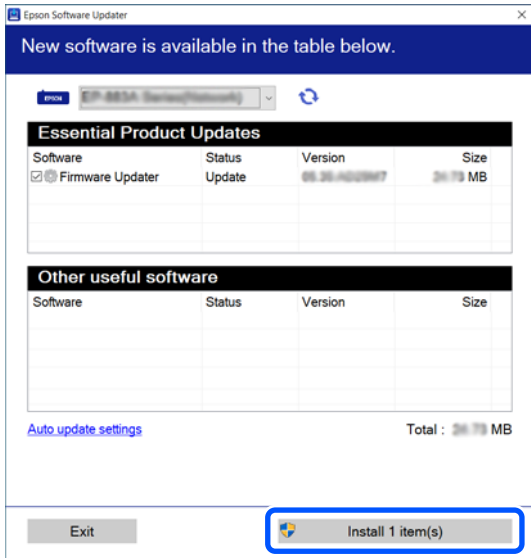 Epson Software Updater
New software is available in the table below.
EPSON
Essential Product Updates
Software Status Version Size
Firmware Updater Update MB
Other useful software
Software Status Version Size
Auto update settings Total : MB
Exit Install 1 item(s)